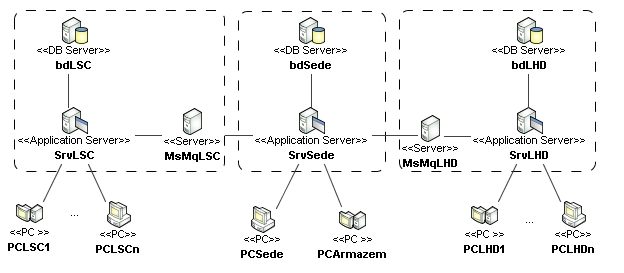 <<DB Server>> <<DB Server>> <<DB Server>>
bdLSC bdSede bdLHD
<<Application Server>> <<Server>> <<Application Server>> <<Server>> <<Application Server>>
SrvLSC MsMqLSC SrvSede MsMqLHD SrvLHD
... ...
<<PC >> <<PC>> <<PC>> <<PC >> <<PC >> <<PC>>
PCLSC1 PCLSCn PCSede PCArmazem PCLHD1 PCLHDn